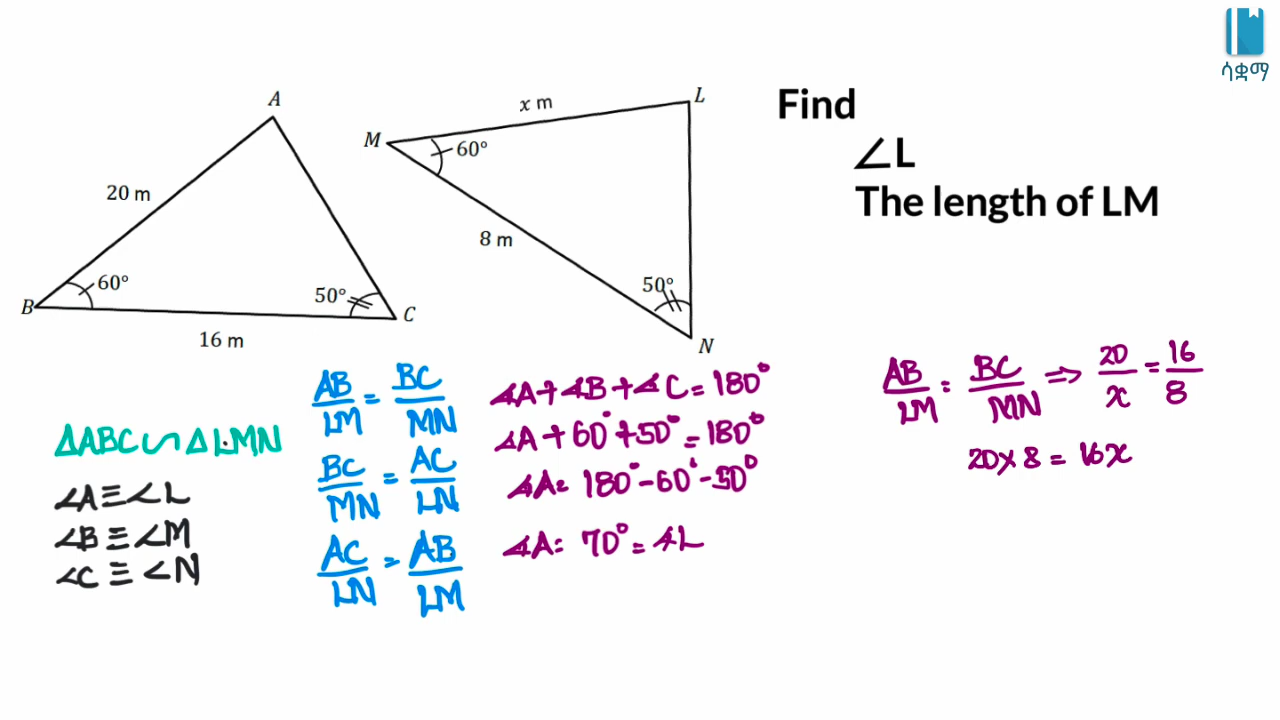 ሳቋማ
Find
∠L
The length of LM
A
20 m
B
60°
50°
C
16 m
x m
L
M
60°
8 m
50°
N
ΔABC ∽ ΔLMN
∠A ≡ ∠L
∠B ≡ ∠M
∠C ≡ ∠N
AB/LM = BC/MN
BC/MN = AC/LN
AC/LN = AB/LM
∡A + ∡B + ∡C = 180°
∡A + 60° + 50° = 180°
∡A = 180° - 60° - 50°
∡A = 70° = ∡L
AB/LM = BC/MN ⇒ 20/x = 16/8
20 x 8 = 16x